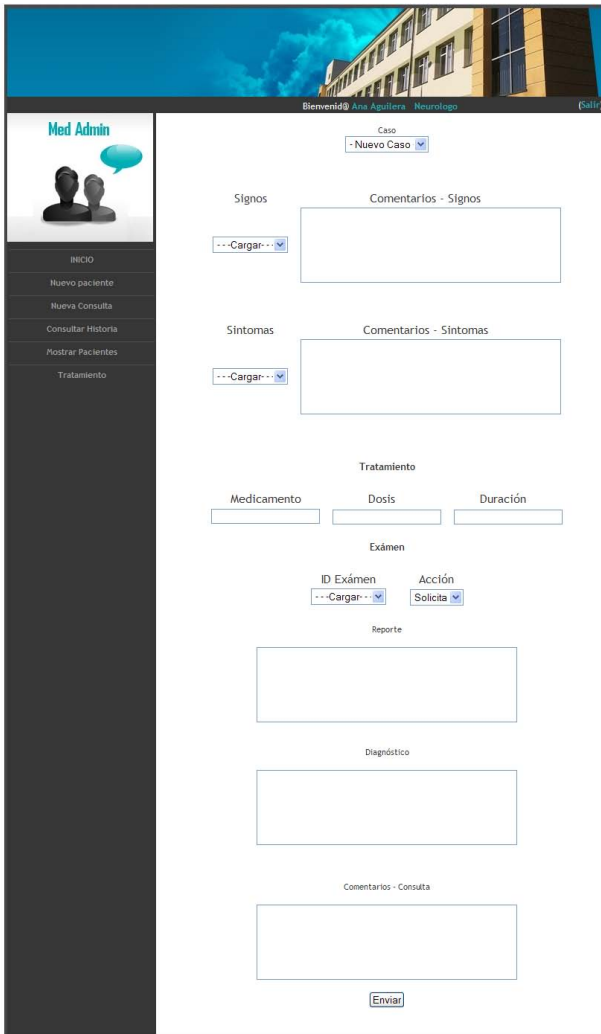 Bienvenid@ Ana Aguilera Neurologo (Salir)
Med Admin
INICIO
Nuevo paciente
Nueva Consulta
Consultar Historia
Mostrar Pacientes
Tratamiento
Caso
- Nuevo Caso
Signos Comentarios - Signos
---Cargar---
Sintomas Comentarios - Sintomas
---Cargar---
Tratamiento
Medicamento Dosis Duración
Exámen
ID Exámen Acción
---Cargar--- Solicita
Reporte
Diagnóstico
Comentarios - Consulta
Enviar